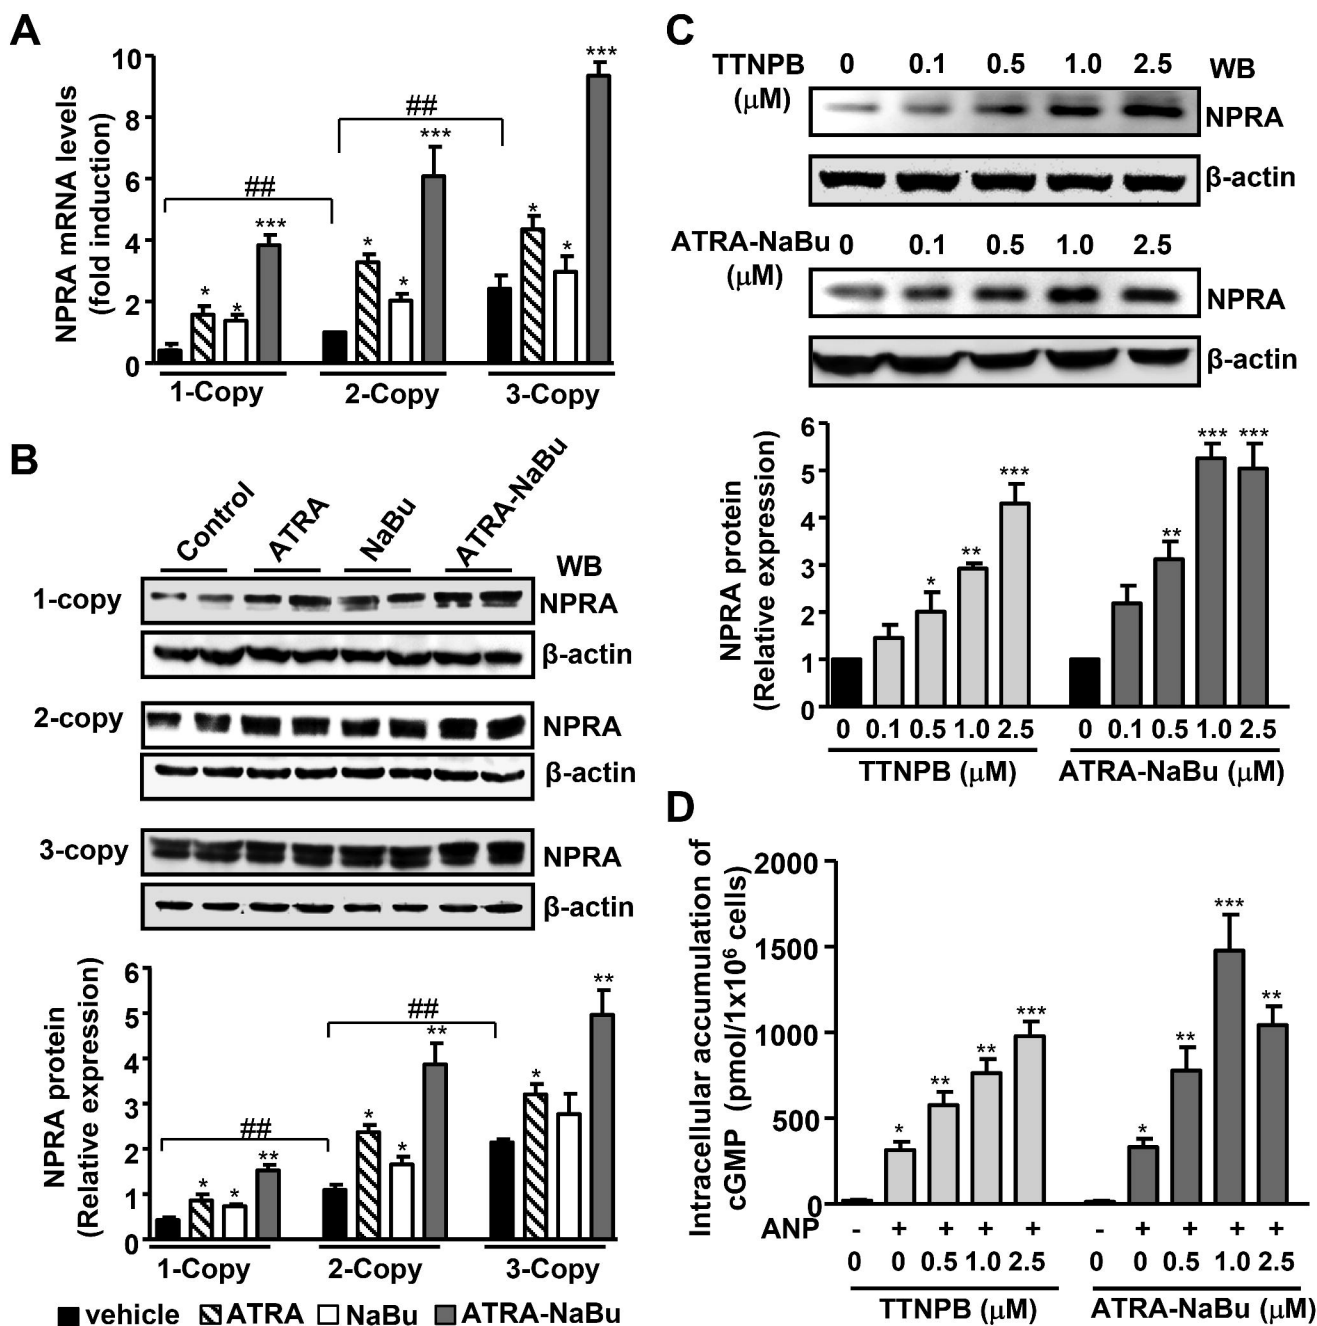 A
NPRA mRNA levels
(fold induction)
10
8
6
4
2
0
##
##
* * ***
* * ***
* * ***
1-Copy 2-Copy 3-Copy
B
Control ATRA NaBu ATRA-NaBu
WB
1-copy NPRA
β-actin
2-copy NPRA
β-actin
3-copy NPRA
β-actin
NPRA protein
(Relative expression)
6
5
4
3
2
1
0
##
##
* * **
* * **
* **
1-Copy 2-Copy 3-Copy
vehicle ATRA NaBu ATRA-NaBu
C
TTNPB 0 0.1 0.5 1.0 2.5 WB
(μM)
NPRA
β-actin
ATRA-NaBu 0 0.1 0.5 1.0 2.5
(μM)
NPRA
β-actin
NPRA protein
(Relative expression)
6
5
4
3
2
1
0
* ** ***
** *** ***
0 0.1 0.5 1.0 2.5 0 0.1 0.5 1.0 2.5
TTNPB (μM) ATRA-NaBu (μM)
D
Intracellular accumulation of
cGMP (pmol/1x10⁶ cells)
2000
1500
1000
500
0
* ** ** ***
* ** *** **
ANP - + + + + - + + + +
0 0 0.5 1.0 2.5 0 0 0.5 1.0 2.5
TTNPB (μM) ATRA-NaBu (μM)